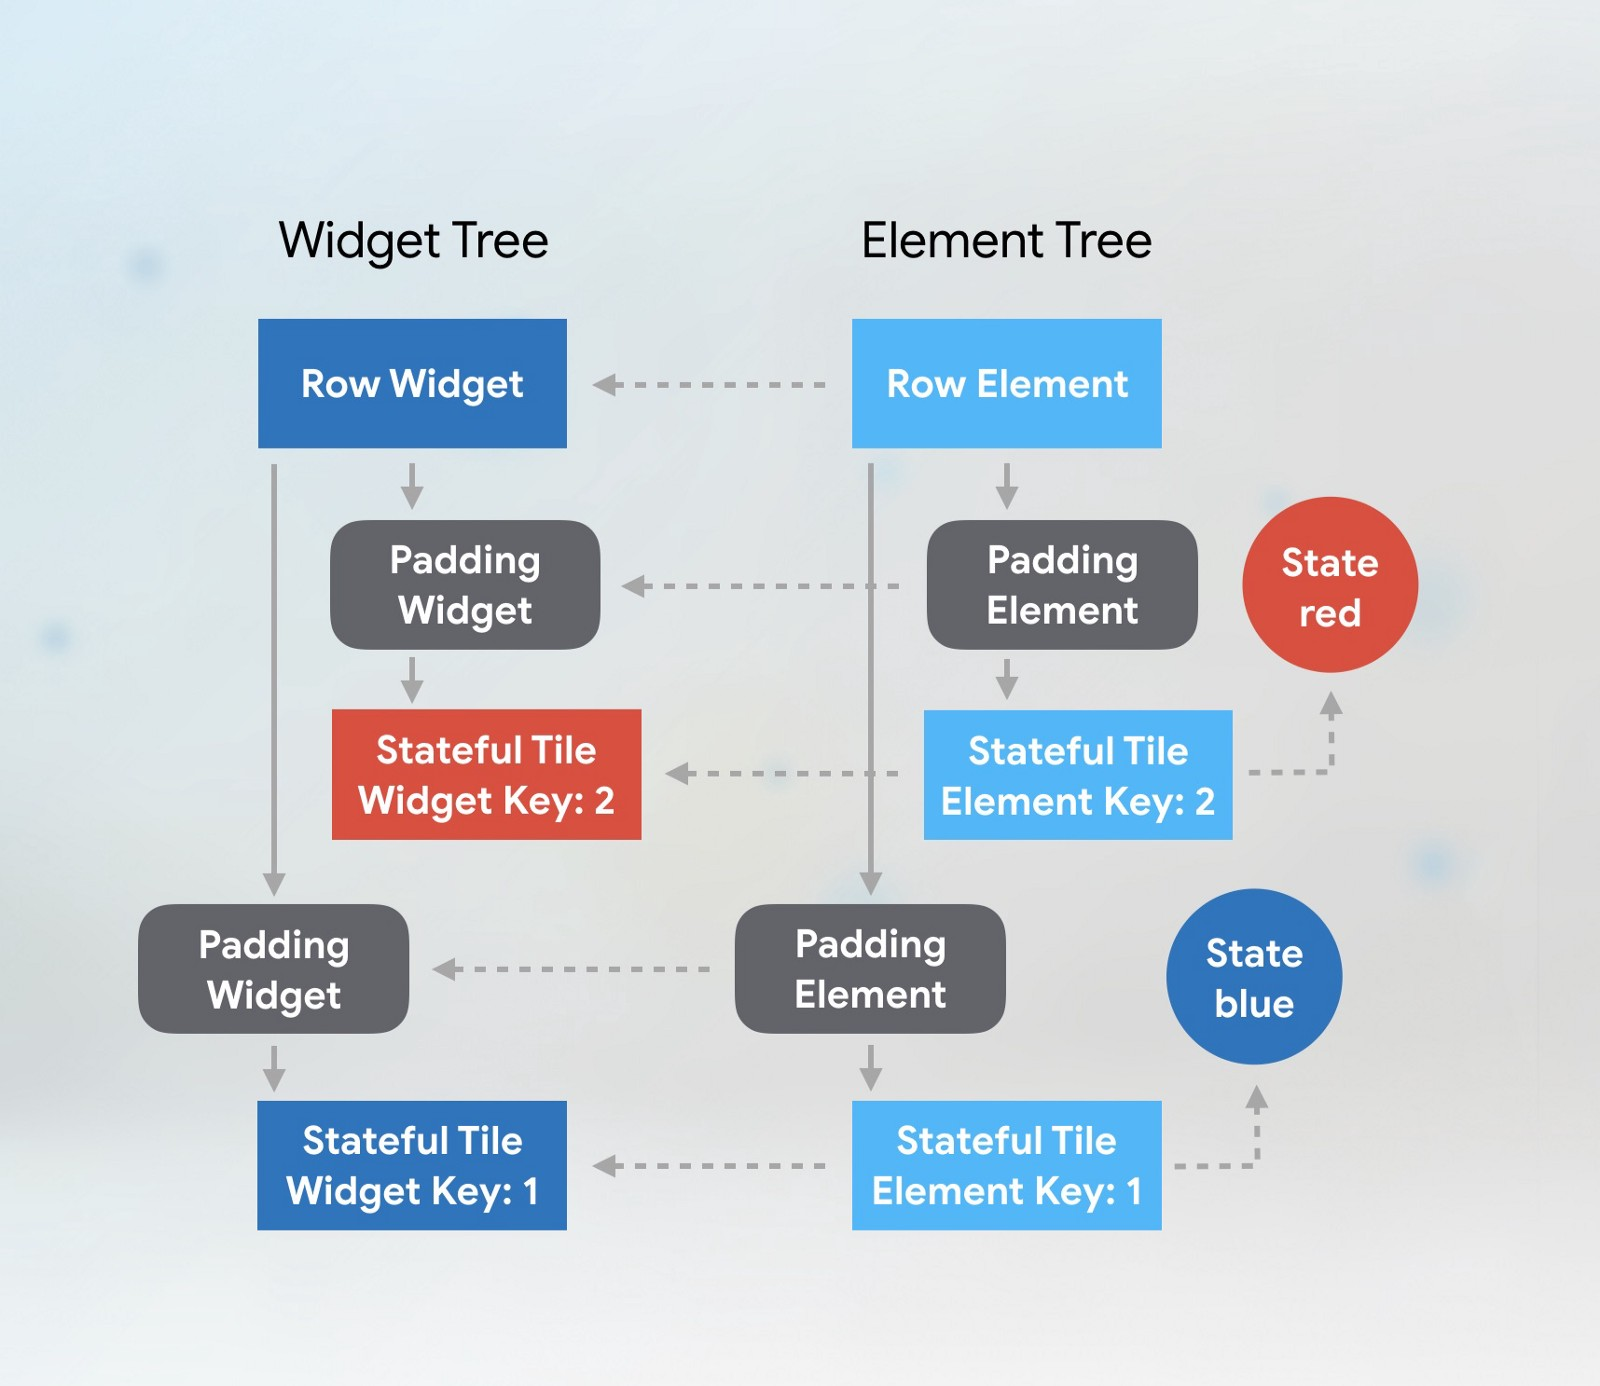 Widget Tree
Element Tree
Row Widget
Row Element
Padding
Widget
Padding
Element
State
red
Stateful Tile
Widget Key: 2
Stateful Tile
Element Key: 2
Padding
Widget
Padding
Element
State
blue
Stateful Tile
Widget Key: 1
Stateful Tile
Element Key: 1